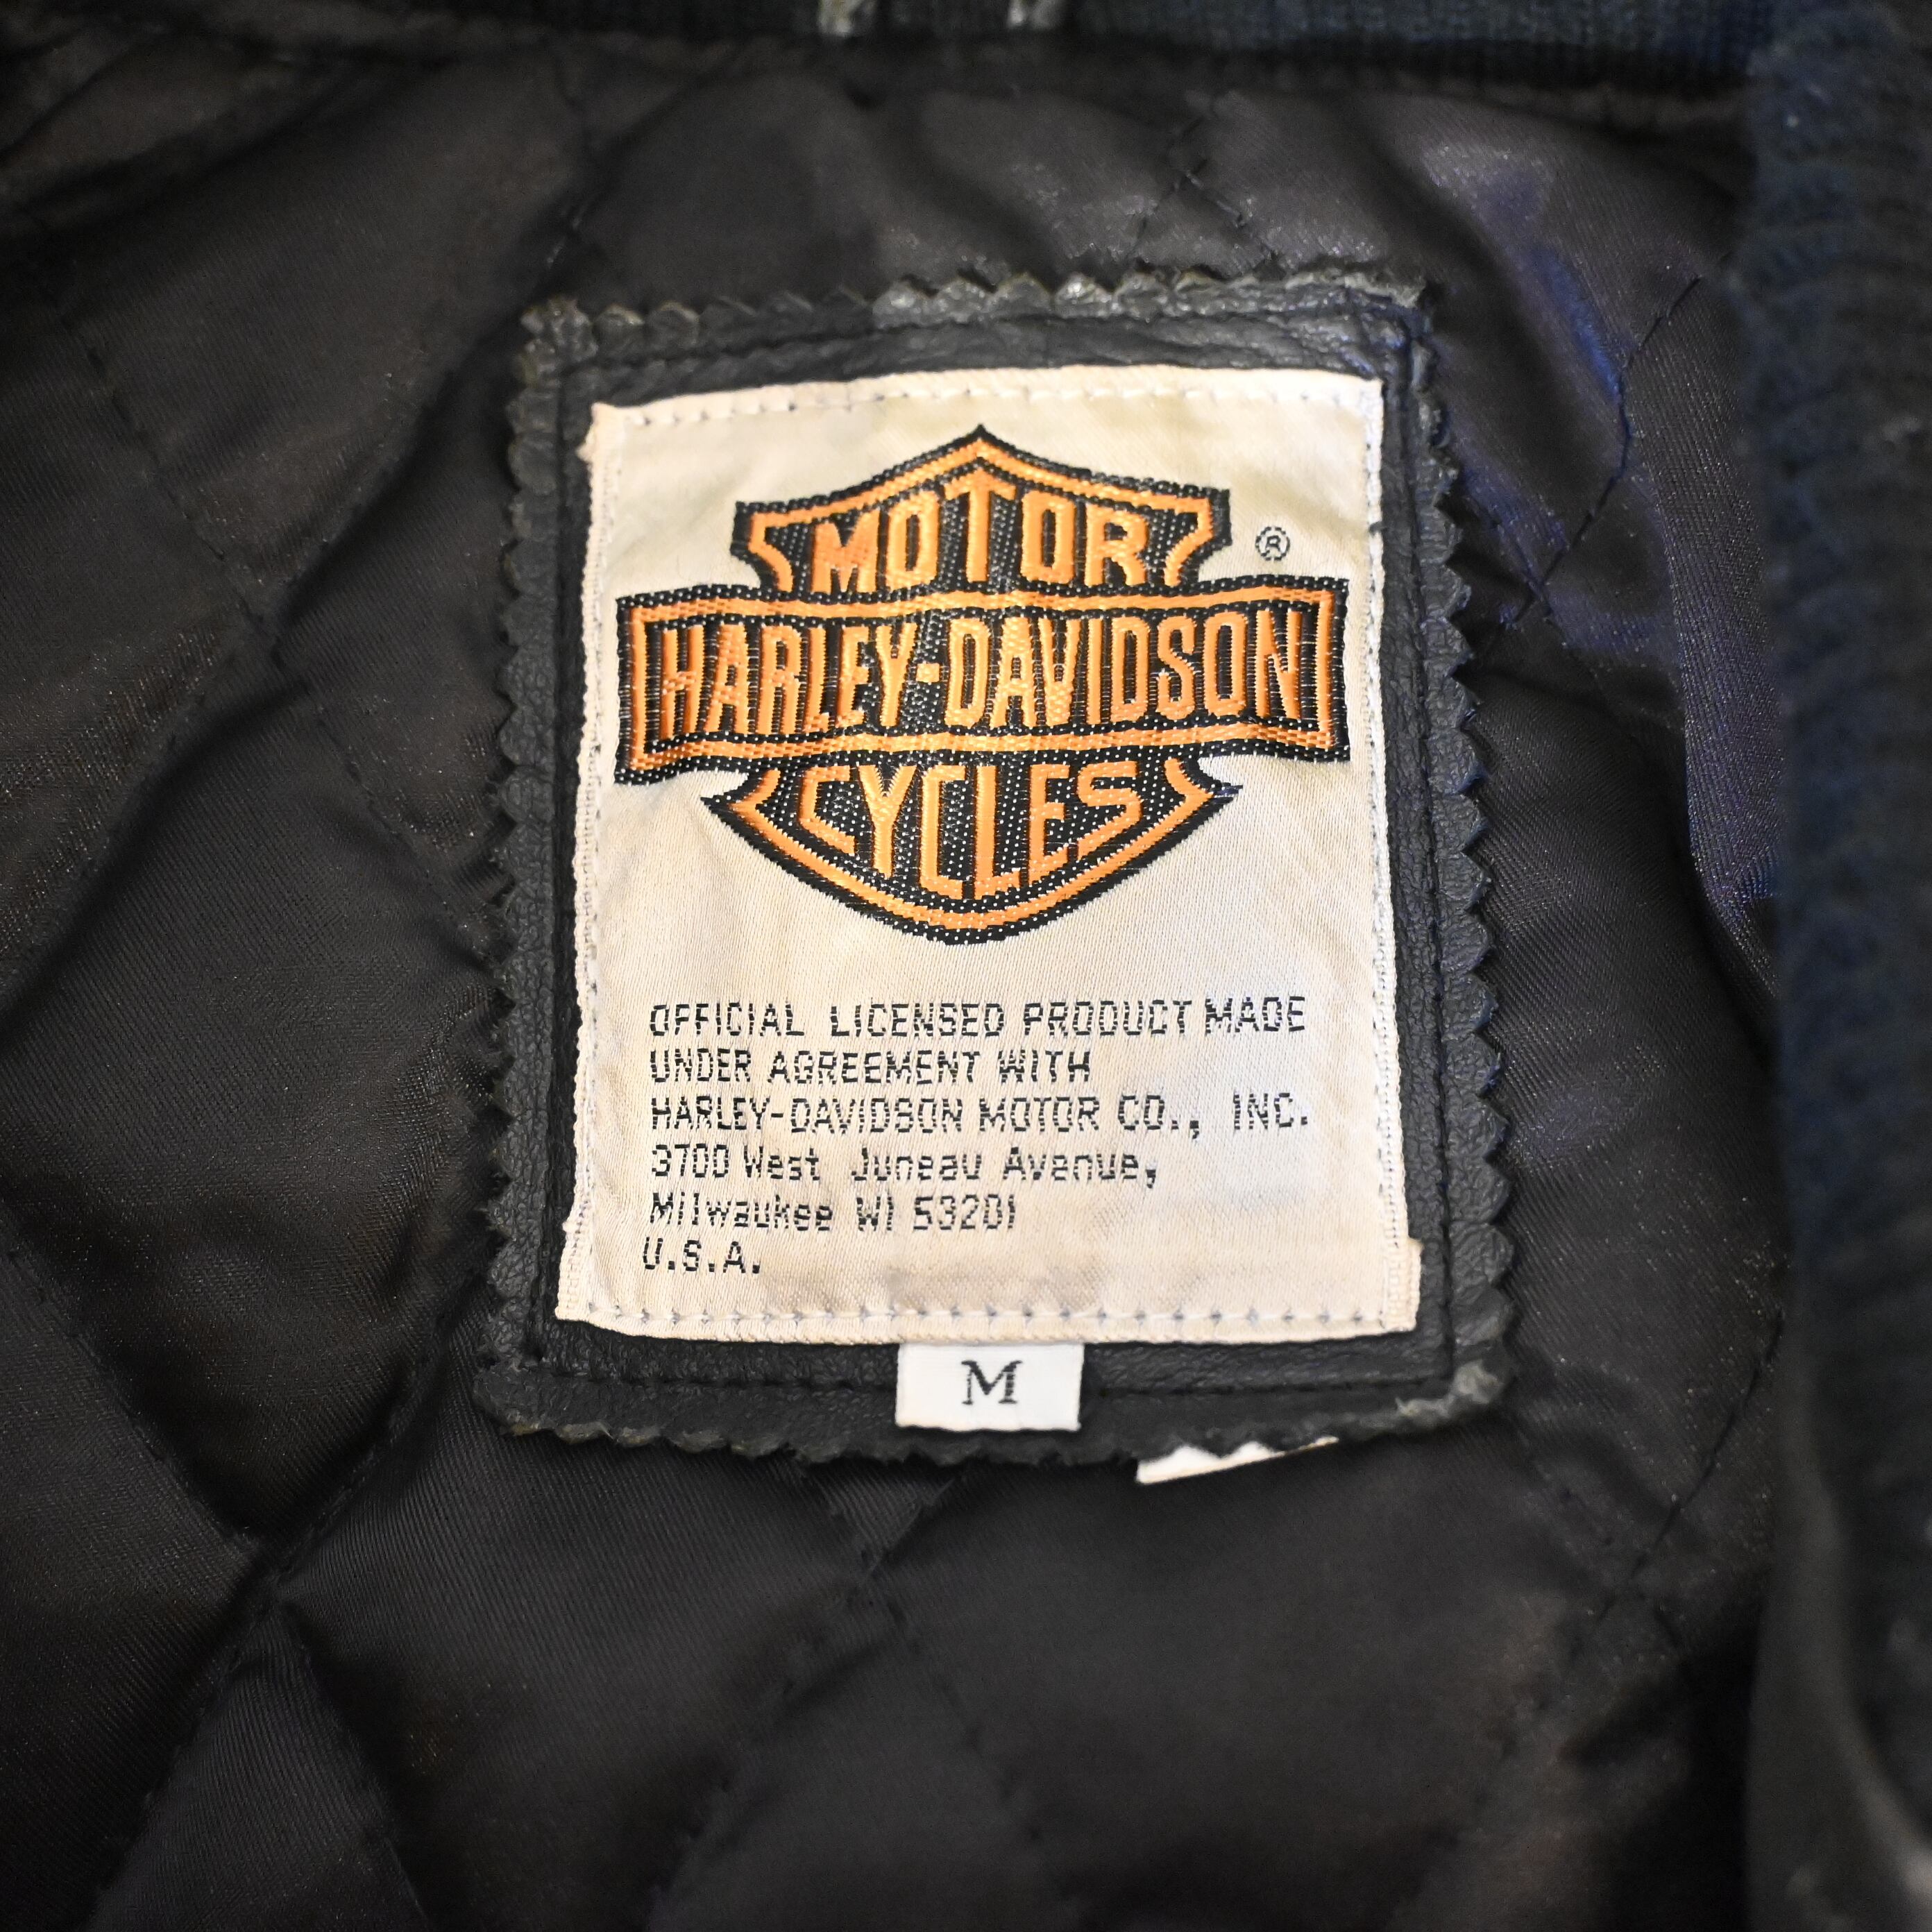 MOTOR
®
HARLEY-DAVIDSON
CYCLES
OFFICIAL LICENSED PRODUCT MADE
UNDER AGREEMENT WITH
HARLEY-DAVIDSON MOTOR CO., INC.
3700 West Juneau Avenue,
Milwaukee WI 53201
U.S.A.
M